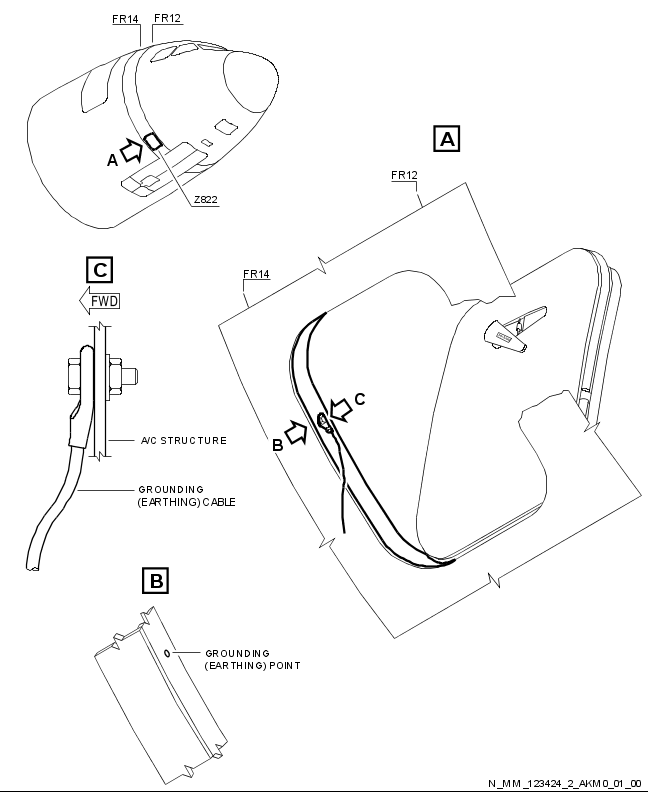 FR14 FR12
A
Z822
A
FR12
C
FR14
FWD
C
B
A/C STRUCTURE
GROUNDING
(EARTHING) CABLE
B
GROUNDING
(EARTHING) POINT
N_MM_123424_2_AKM0_01_00